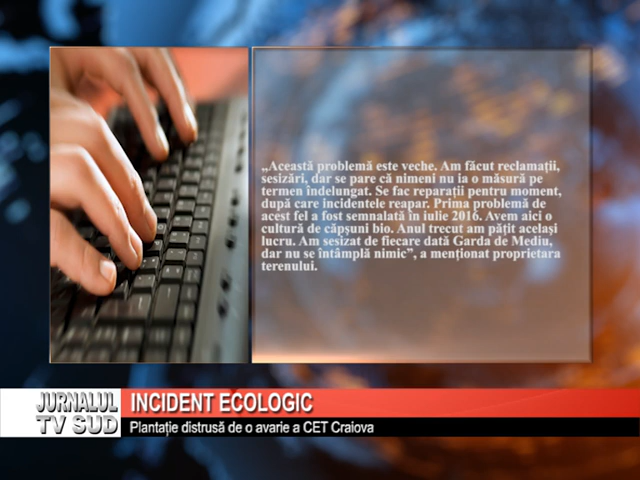 „Această problemă este veche. Am făcut reclamații,
sesizări, dar se pare că nimeni nu ia o măsură pe
termen îndelungat. Se fac reparații pentru moment,
după care incidentele reapar. Prima problemă de
acest fel a fost semnalată în iulie 2016. Avem aici o
cultură de căpșuni bio. Anul trecut am pățit același
lucru. Am sesizat de fiecare dată Garda de Mediu,
dar nu se întâmplă nimic”, a menționat proprietara
terenului.
JURNALUL
TV SUD
INCIDENT ECOLOGIC
Plantație distrusă de o avarie a CET Craiova